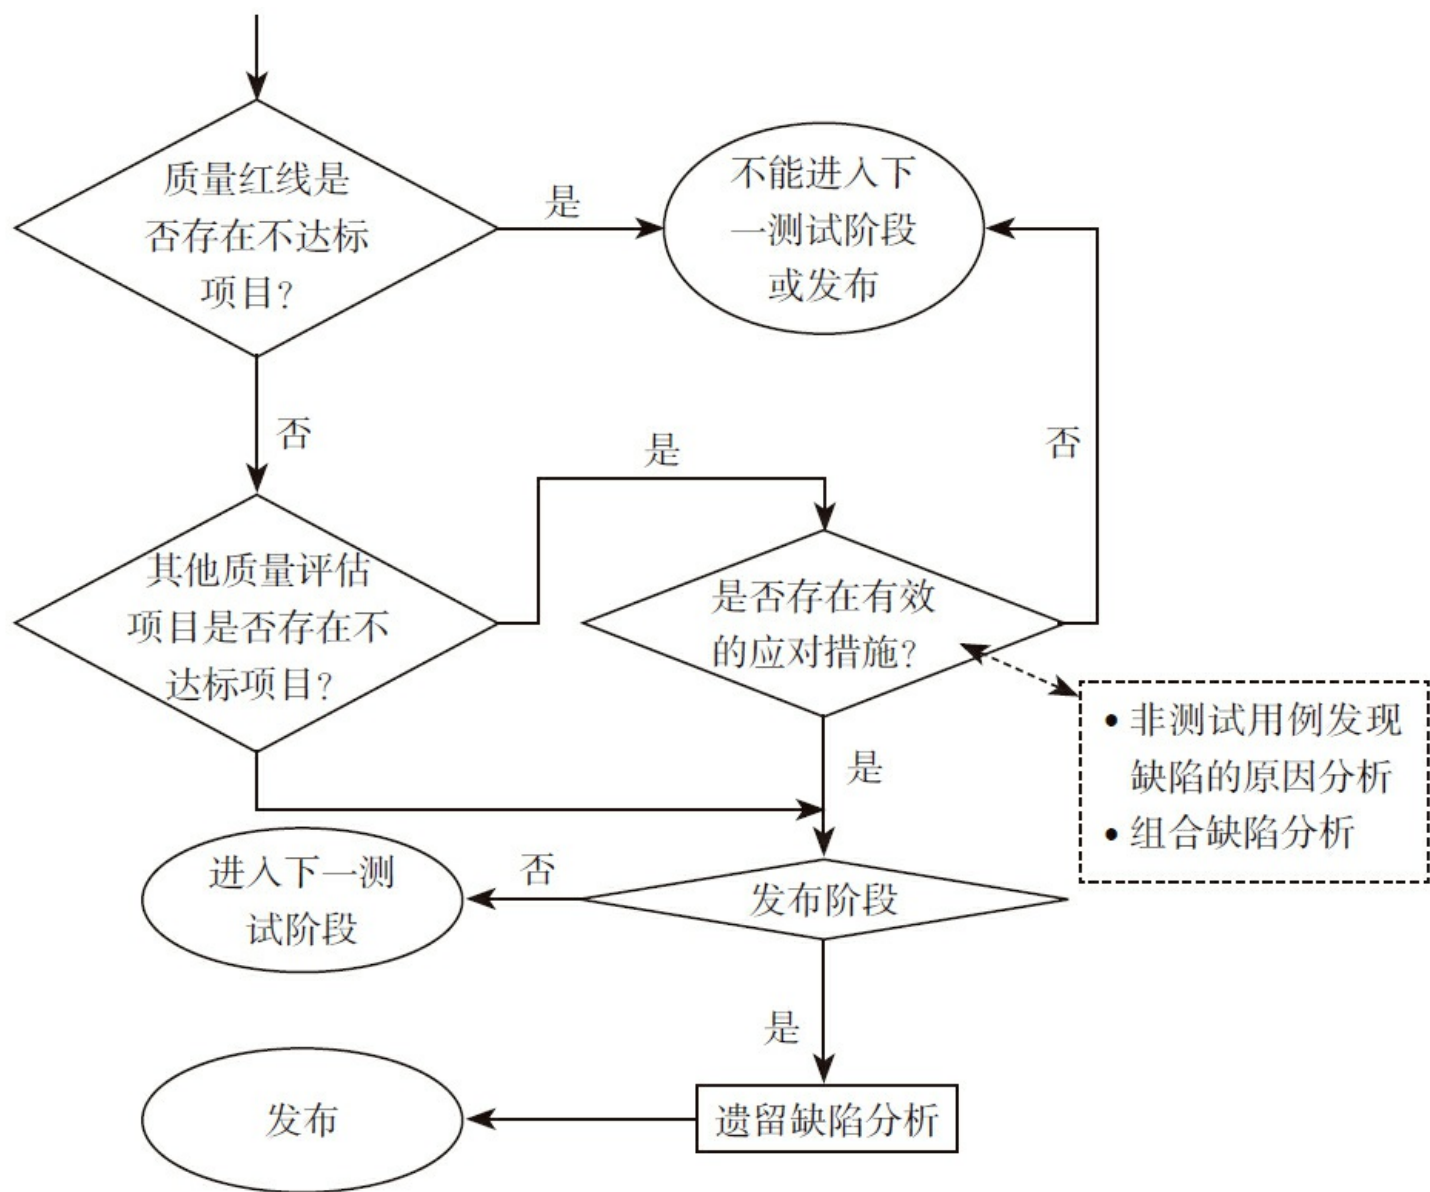 质量红线是
否存在不达标
项目?
是
不能进入下
一测试阶段
或发布
否
是
否
其他质量评估
项目是否存在不
达标项目?
是否存在有效
的应对措施?
• 非测试用例发现
缺陷的原因分析
• 组合缺陷分析
是
进入下一测
试阶段
否
发布阶段
是
发布
遗留缺陷分析